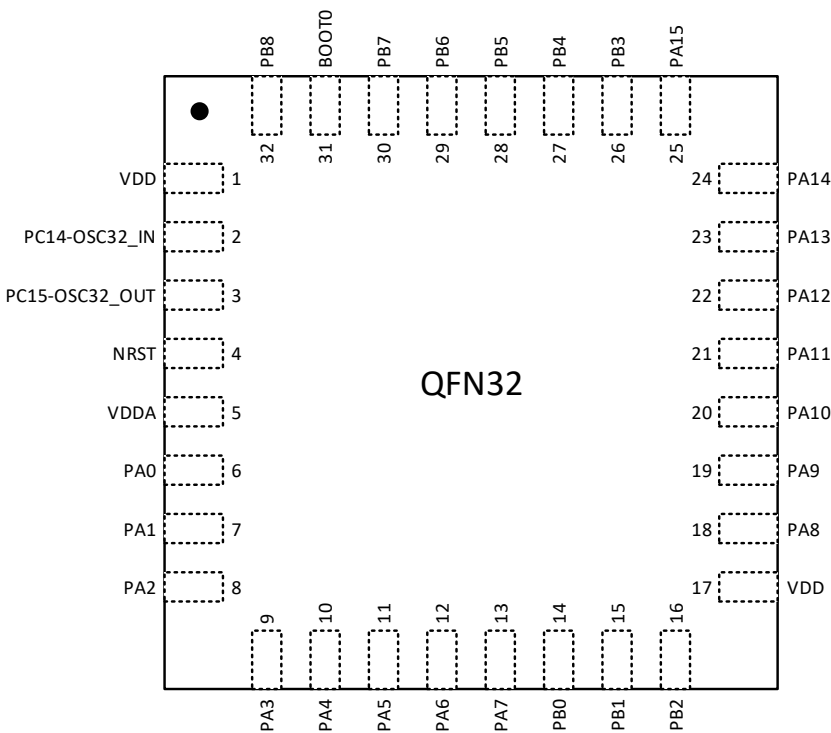 PB8 BOOT0 PB7 PB6 PB5 PB4 PB3 PA15
32 31 30 29 28 27 26 25
VDD 1 24 PA14
PC14-OSC32_IN 2 23 PA13
PC15-OSC32_OUT 3 22 PA12
NRST 4 21 PA11
QFN32
VDDA 5 20 PA10
PA0 6 19 PA9
PA1 7 18 PA8
PA2 8 17 VDD
9 10 11 12 13 14 15 16
PA3 PA4 PA5 PA6 PA7 PB0 PB1 PB2